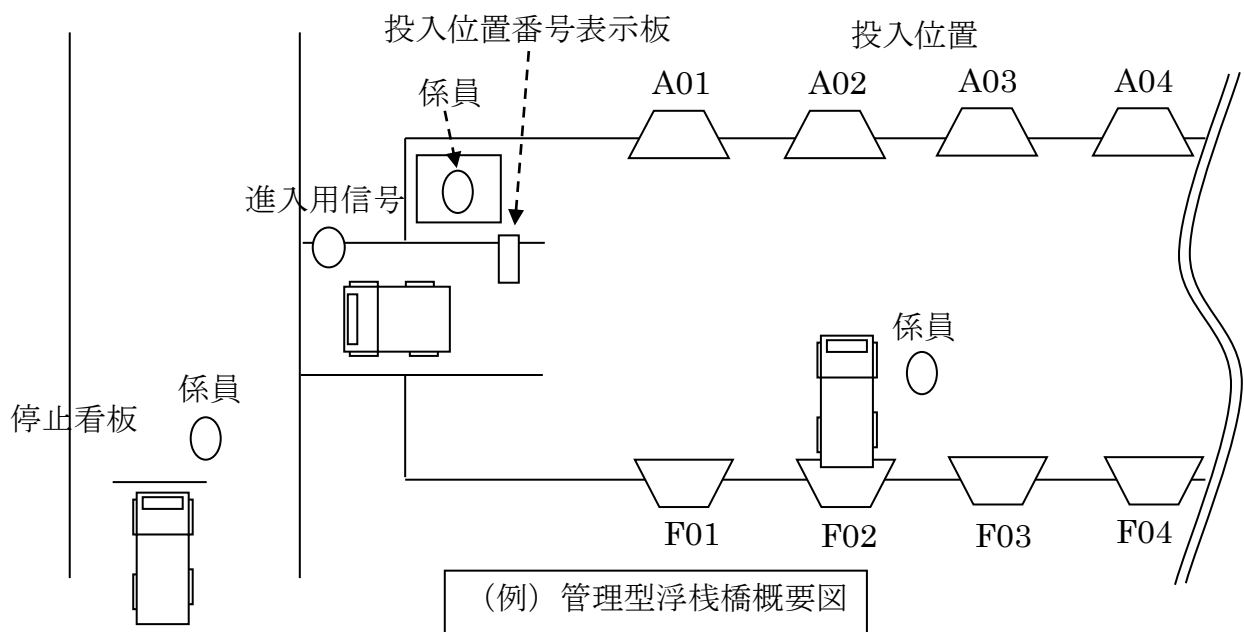 投入位置番号表示板
投入位置
係員
A01
A02
A03
A04
進入用信号
係員
係員
停止看板
F01
F02
F03
F04
（例）管理型浮桟橋概要図